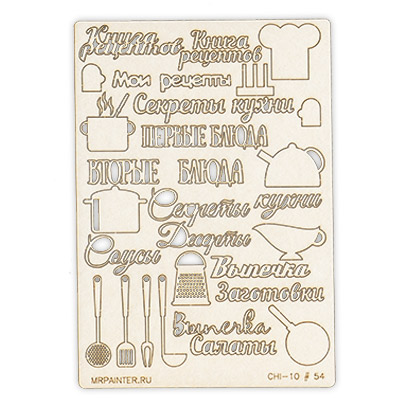 Книга рецептов
Книга рецептов
Мои рецепты
Секреты кухни
ПЕРВЫЕ БЛЮДА
ВТОРЫЕ БЛЮДА
Секреты кухни
Соусы
Десерты
Выпечка
Заготовки
Выпечка
Салаты
MRPAINTER.RU
CHI-10 # 54